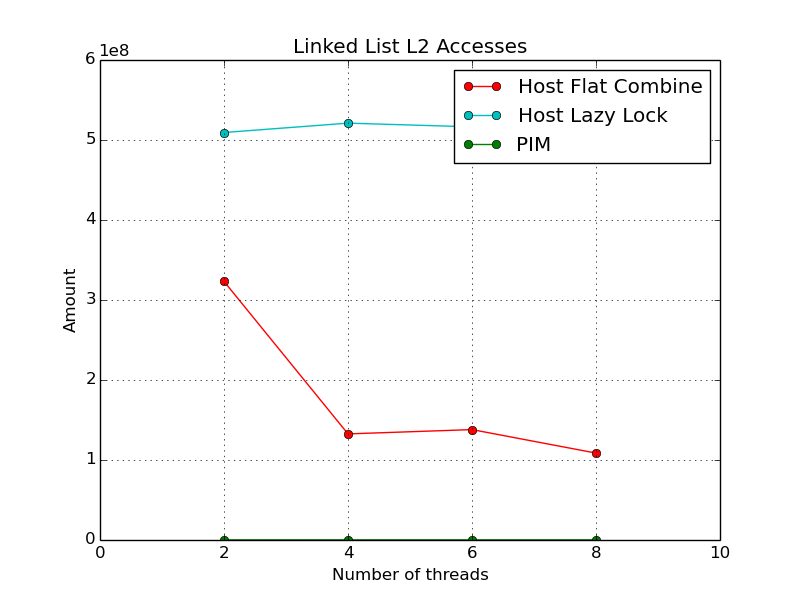 Linked List L2 Accesses
1e8
6
5
4
3
2
1
0
Amount
Host Flat Combine
Host Lazy Lock
PIM
0 2 4 6 8 10
Number of threads